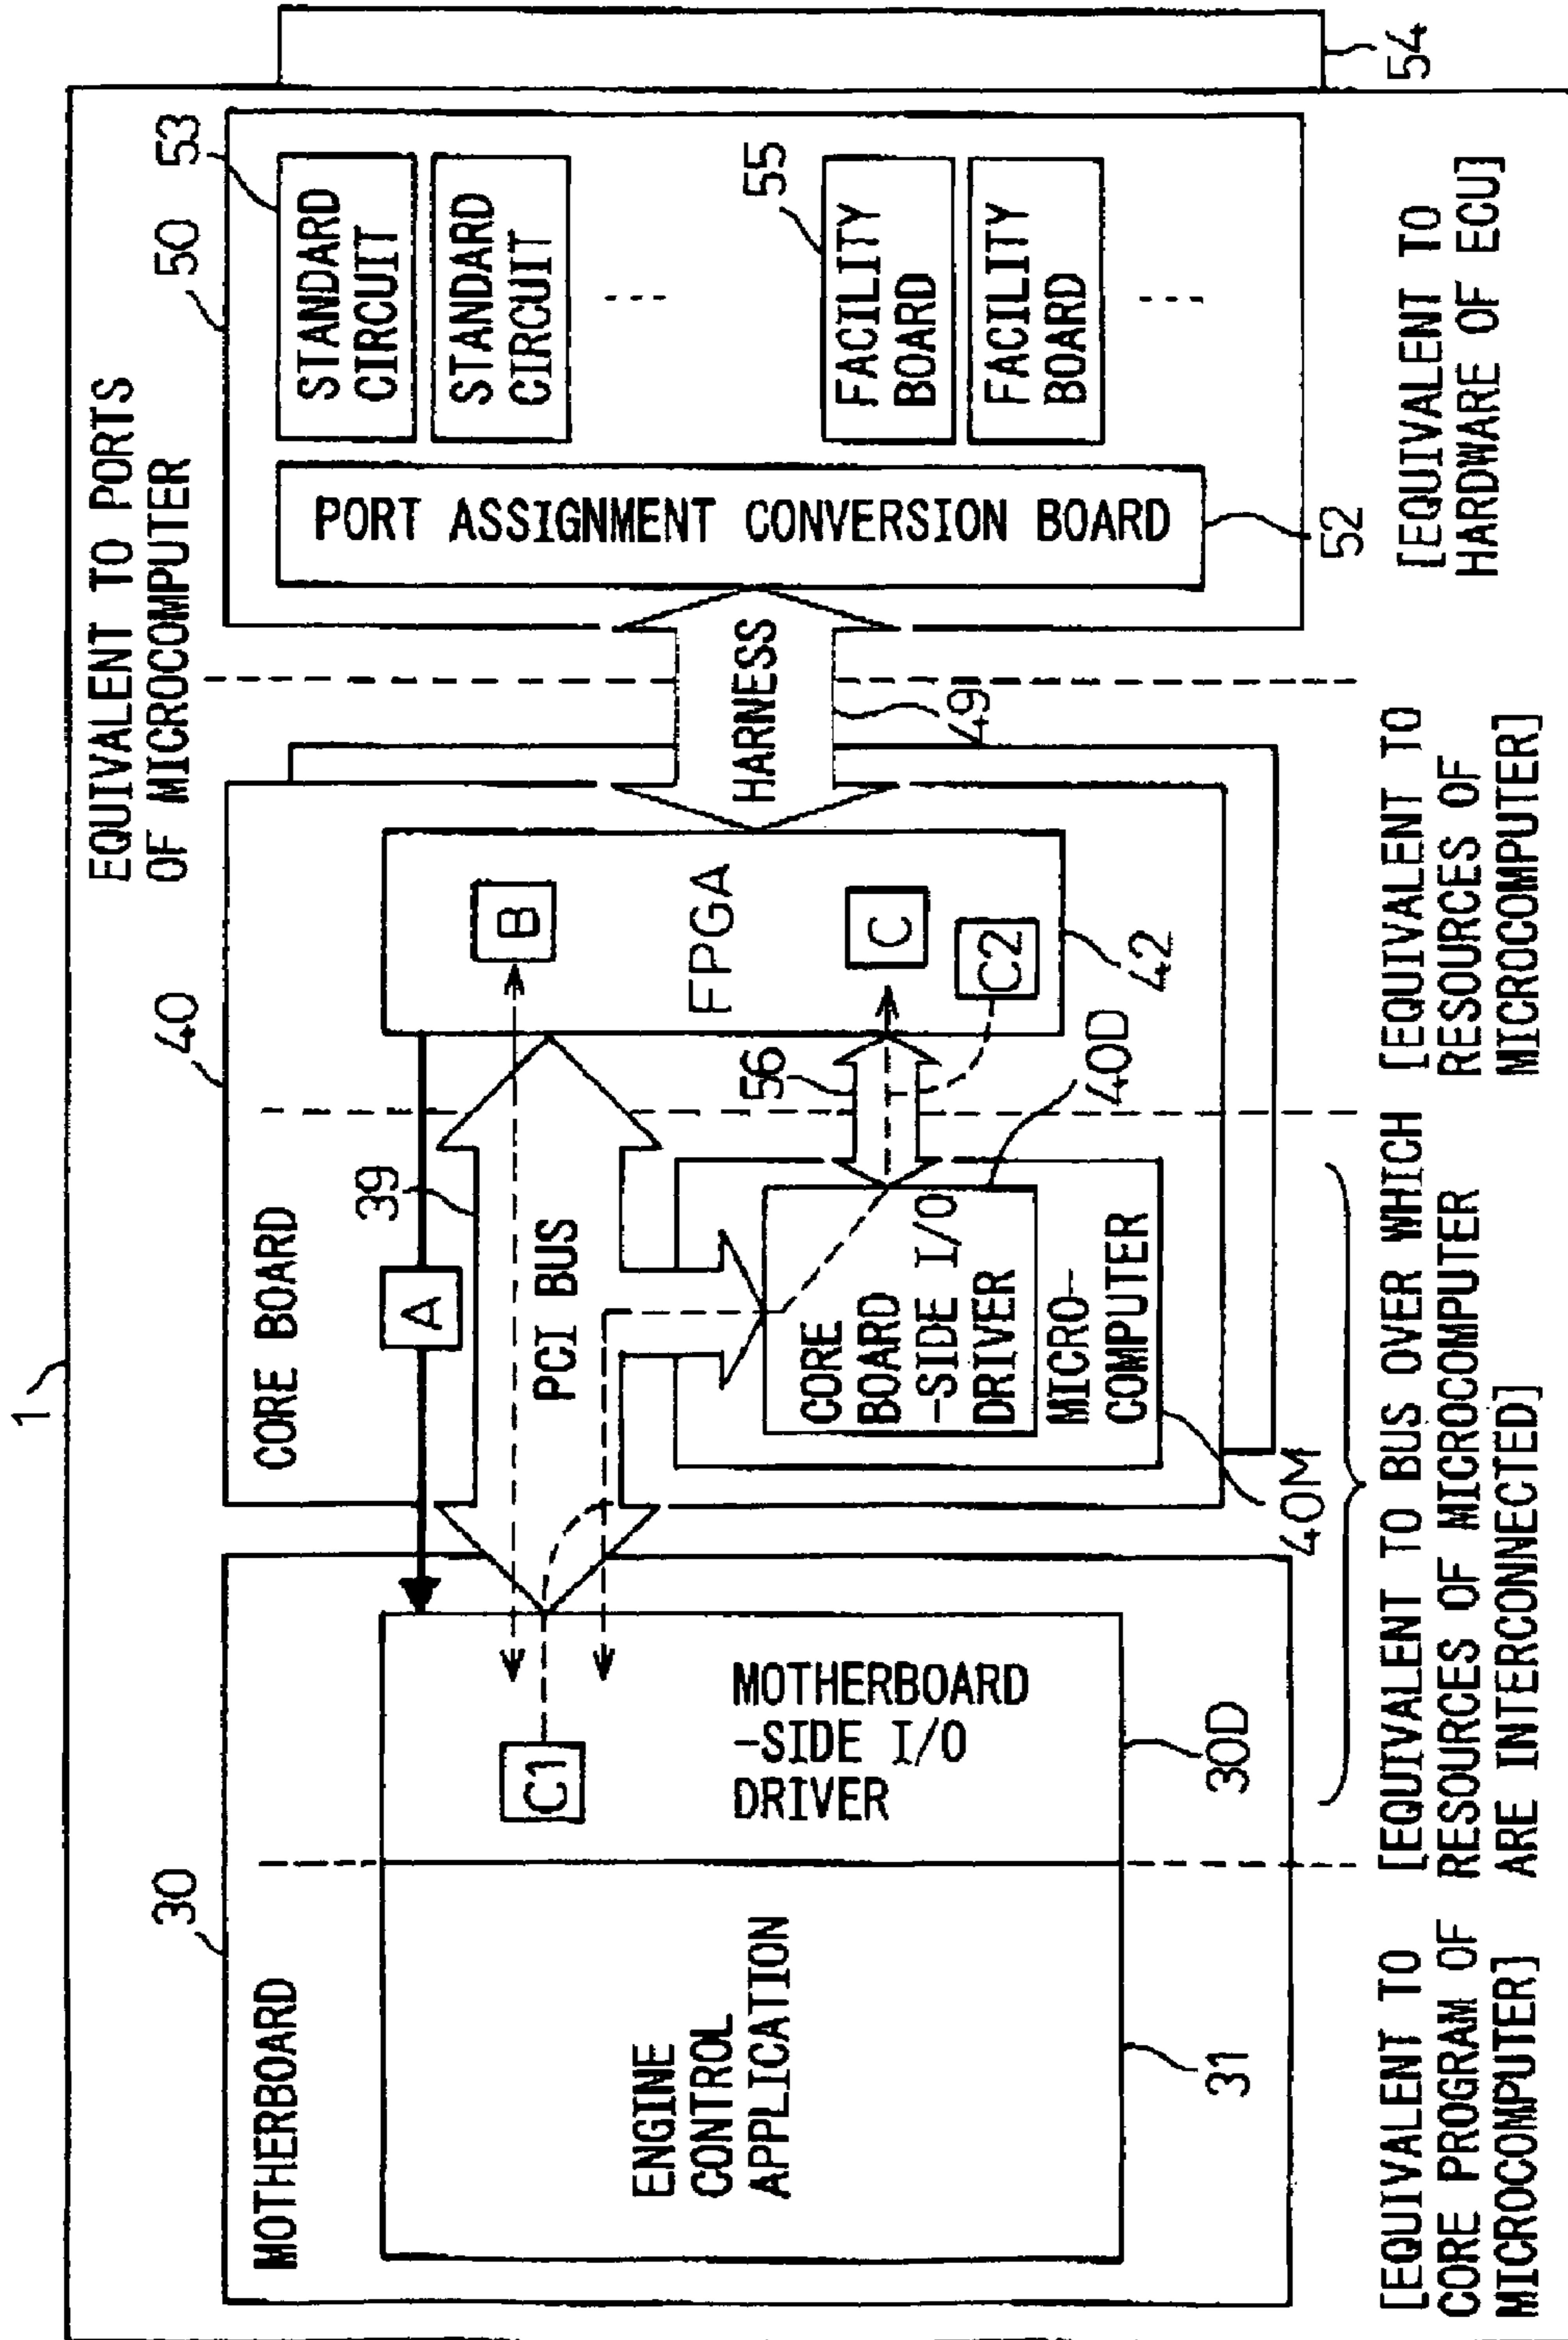 1
EQUIVALENT TO PORTS
OF MICROCOMPUTER
30
MOTHERBOARD
ENGINE
CONTROL
APPLICATION
31
C1
MOTHERBOARD
-SIDE I/O
DRIVER
30D
40
CORE BOARD
A
39
PCI BUS
CORE
BOARD
-SIDE I/O
DRIVER
MICRO-
COMPUTER
40M
40D
56
B
FPGA
C
C2
42
HARNESS
49
50
53
STANDARD
CIRCUIT
STANDARD
CIRCUIT
55
FACILITY
BOARD
FACILITY
BOARD
PORT ASSIGNMENT CONVERSION BOARD
52
54
[EQUIVALENT TO
CORE PROGRAM OF
MICROCOMPUTER]
[EQUIVALENT TO BUS OVER WHICH
RESOURCES OF MICROCOMPUTER
ARE INTERCONNECTED]
[EQUIVALENT TO
RESOURCES OF
MICROCOMPUTER]
[EQUIVALENT TO
HARDWARE OF ECU]